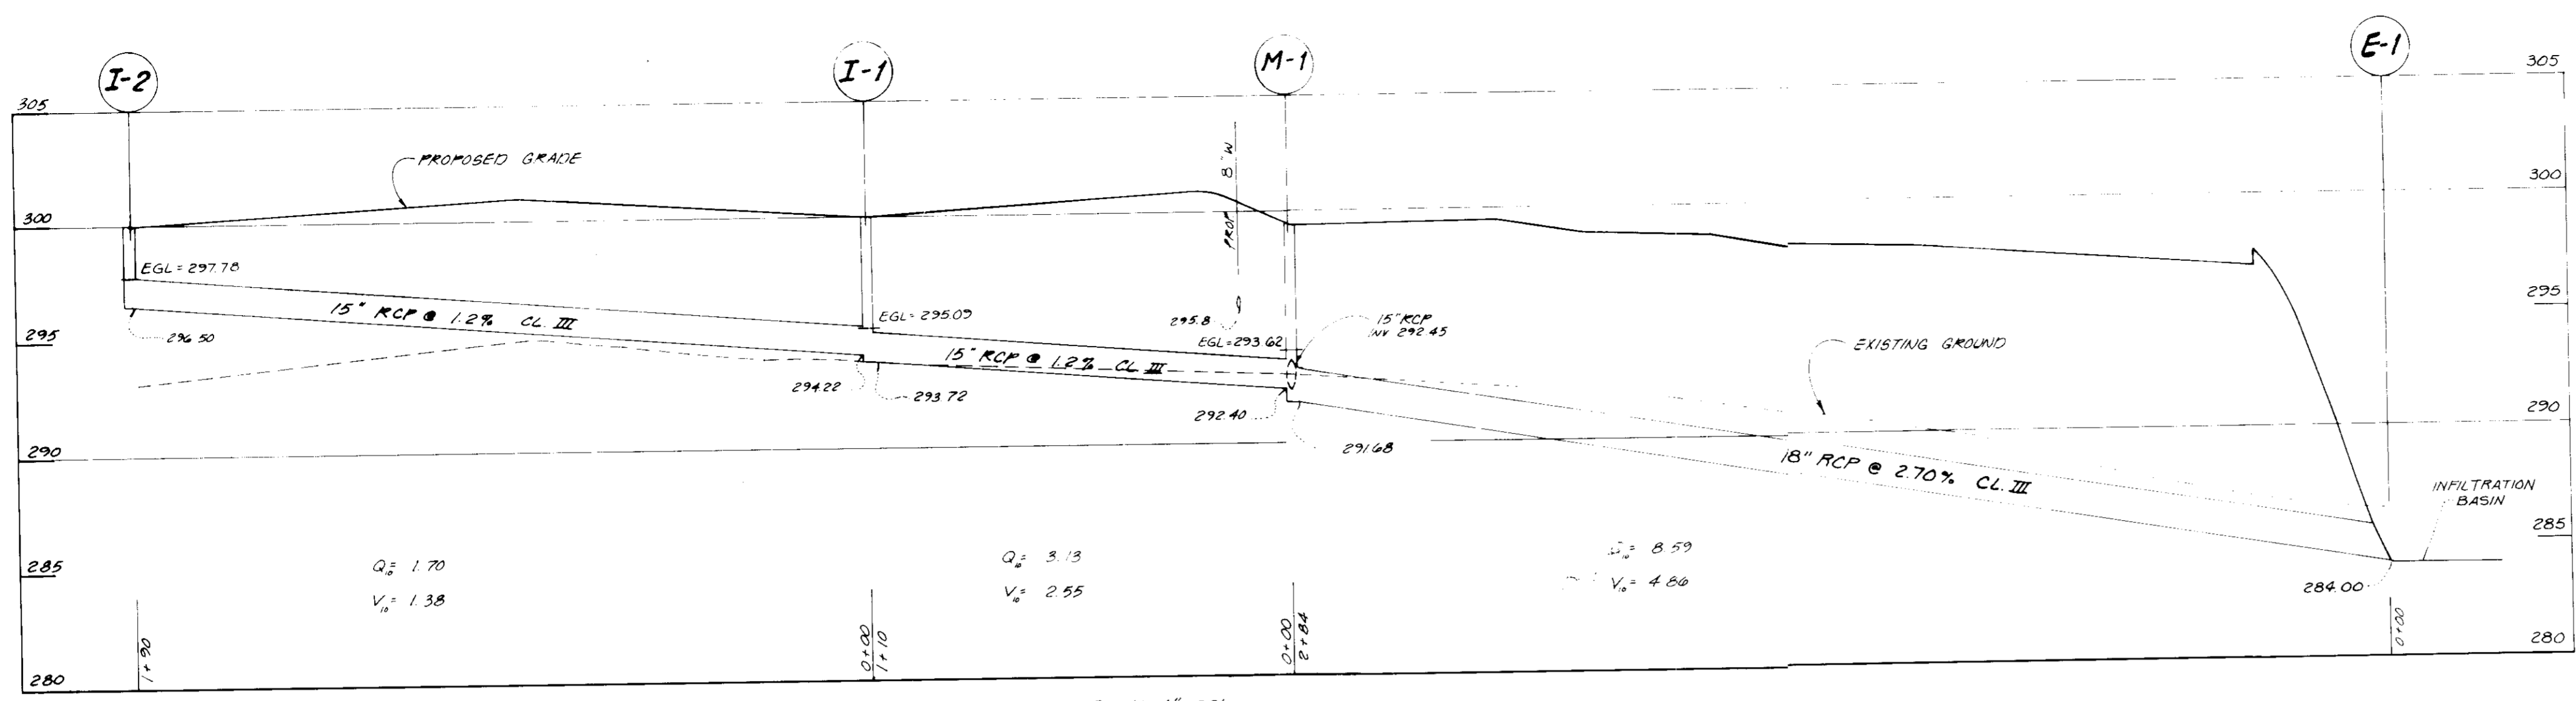 I-2
I-1
M-1
E-1
305
305
PROPOSED GRADE
PROP 8" W
300
300
EGL = 297.78
15" RCP @ 1.2% CL. III
296.50
295
295
EGL = 295.09
295.8
15" RCP
INV 292.45
EGL = 293.62
EXISTING GROUND
15" RCP @ 1.2% CL III
294.22
293.72
292.40
291.68
290
290
18" RCP @ 2.70% CL. III
INFILTRATION
BASIN
285
285
Q₁₀= 1.70
V₁₀= 1.38
Q₁₀= 3.13
V₁₀= 2.55
Q₁₀= 8.59
V₁₀= 4.86
284.00
1+90
0+00
1+10
0+00
2+84
0+00
280
280